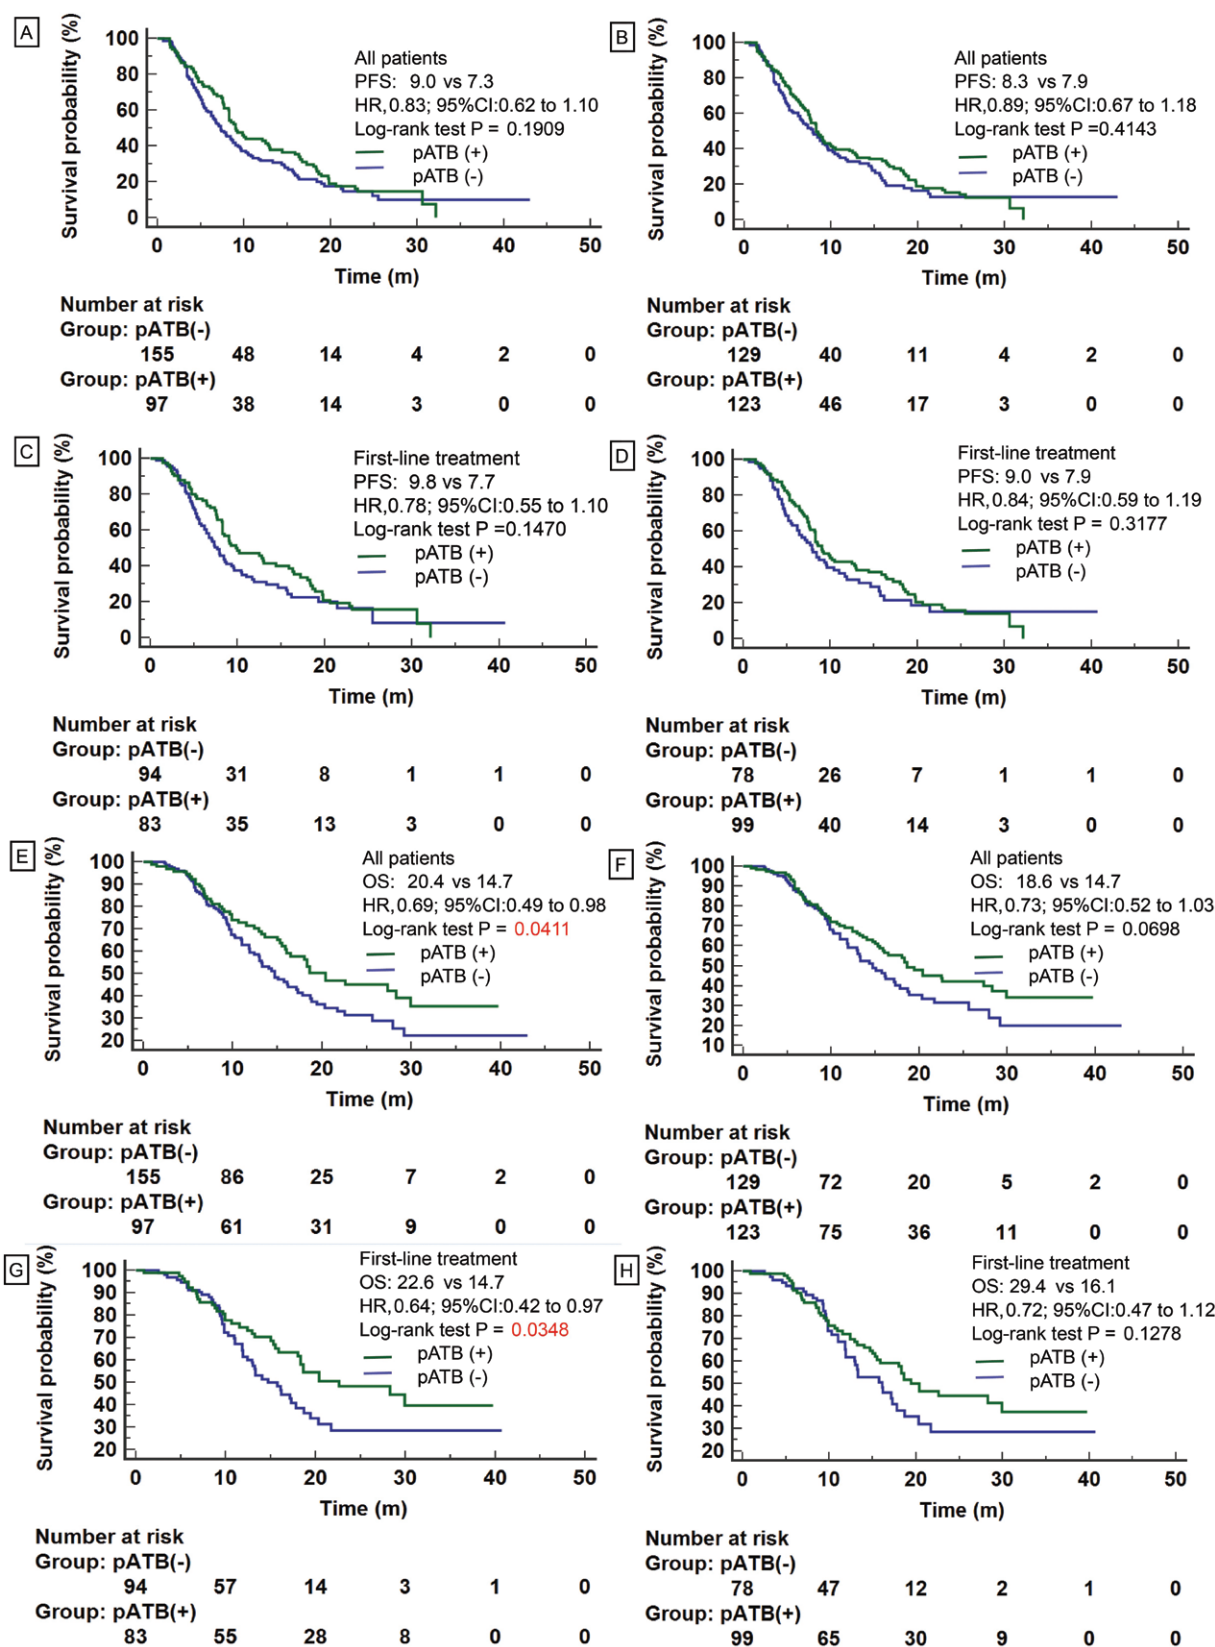 A
Survival probability (%)
100
80
60
40
20
0
All patients
PFS: 9.0 vs 7.3
HR,0.83; 95%CI:0.62 to 1.10
Log-rank test P = 0.1909
pATB (+)
pATB (-)
0 10 20 30 40 50
Time (m)
Number at risk
Group: pATB(-)
155 48 14 4 2 0
Group: pATB(+)
97 38 14 3 0 0
B
Survival probability (%)
100
80
60
40
20
0
All patients
PFS: 8.3 vs 7.9
HR,0.89; 95%CI:0.67 to 1.18
Log-rank test P =0.4143
pATB (+)
pATB (-)
0 10 20 30 40 50
Time (m)
Number at risk
Group: pATB(-)
129 40 11 4 2 0
Group: pATB(+)
123 46 17 3 0 0
C
Survival probability (%)
100
80
60
40
20
0
First-line treatment
PFS: 9.8 vs 7.7
HR,0.78; 95%CI:0.55 to 1.10
Log-rank test P =0.1470
pATB (+)
pATB (-)
0 10 20 30 40 50
Time (m)
Number at risk
Group: pATB(-)
94 31 8 1 1 0
Group: pATB(+)
83 35 13 3 0 0
D
Survival probability (%)
100
80
60
40
20
0
First-line treatment
PFS: 9.0 vs 7.9
HR,0.84; 95%CI:0.59 to 1.19
Log-rank test P = 0.3177
pATB (+)
pATB (-)
0 10 20 30 40 50
Time (m)
Number at risk
Group: pATB(-)
78 26 7 1 1 0
Group: pATB(+)
99 40 14 3 0 0
E
Survival probability (%)
100
90
80
70
60
50
40
30
20
All patients
OS: 20.4 vs 14.7
HR,0.69; 95%CI:0.49 to 0.98
Log-rank test P = 0.0411
pATB (+)
pATB (-)
0 10 20 30 40 50
Time (m)
Number at risk
Group: pATB(-)
155 86 25 7 2 0
Group: pATB(+)
97 61 31 9 0 0
F
Survival probability (%)
100
90
80
70
60
50
40
30
20
10
All patients
OS: 18.6 vs 14.7
HR,0.73; 95%CI:0.52 to 1.03
Log-rank test P = 0.0698
pATB (+)
pATB (-)
0 10 20 30 40 50
Time (m)
Number at risk
Group: pATB(-)
129 72 20 5 2 0
Group: pATB(+)
123 75 36 11 0 0
G
Survival probability (%)
100
90
80
70
60
50
40
30
20
First-line treatment
OS: 22.6 vs 14.7
HR,0.64; 95%CI:0.42 to 0.97
Log-rank test P = 0.0348
pATB (+)
pATB (-)
0 10 20 30 40 50
Time (m)
Number at risk
Group: pATB(-)
94 57 14 3 1 0
Group: pATB(+)
83 55 28 8 0 0
H
Survival probability (%)
100
90
80
70
60
50
40
30
20
First-line treatment
OS: 29.4 vs 16.1
HR,0.72; 95%CI:0.47 to 1.12
Log-rank test P = 0.1278
pATB (+)
pATB (-)
0 10 20 30 40 50
Time (m)
Number at risk
Group: pATB(-)
78 47 12 2 1 0
Group: pATB(+)
99 65 30 9 0 0